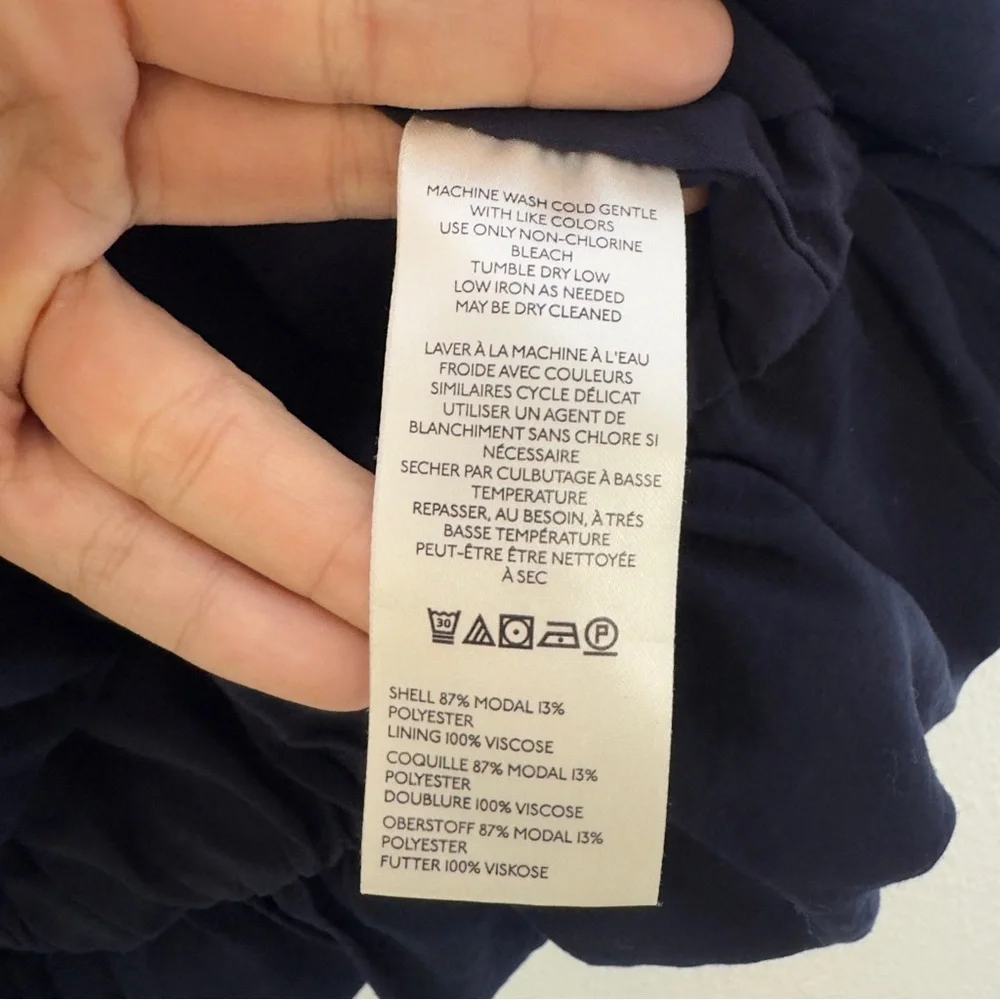 MACHINE WASH COLD GENTLE
WITH LIKE COLORS
USE ONLY NON-CHLORINE
BLEACH
TUMBLE DRY LOW
LOW IRON AS NEEDED
MAY BE DRY CLEANED
LAVER À LA MACHINE À L'EAU
FROIDE AVEC COULEURS
SIMILAIRES CYCLE DÉLICAT
UTILISER UN AGENT DE
BLANCHIMENT SANS CHLORE SI
NÉCESSAIRE
SECHER PAR CULBUTAGE À BASSE
TEMPERATURE
REPASSER, AU BESOIN, À TRÉS
BASSE TEMPÉRATURE
PEUT-ÊTRE ÊTRE NETTOYÉE
À SEC
30 P
SHELL 87% MODAL 13%
POLYESTER
LINING 100% VISCOSE
COQUILLE 87% MODAL 13%
POLYESTER
DOUBLURE 100% VISCOSE
OBERSTOFF 87% MODAL 13%
POLYESTER
FUTTER 100% VISKOSE